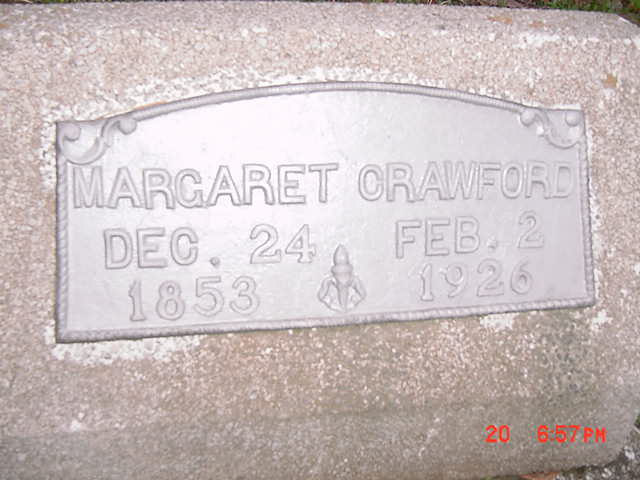 MARGARET CRAWFORD
DEC. 24 FEB. 2
1853 1926
20 6:57PM